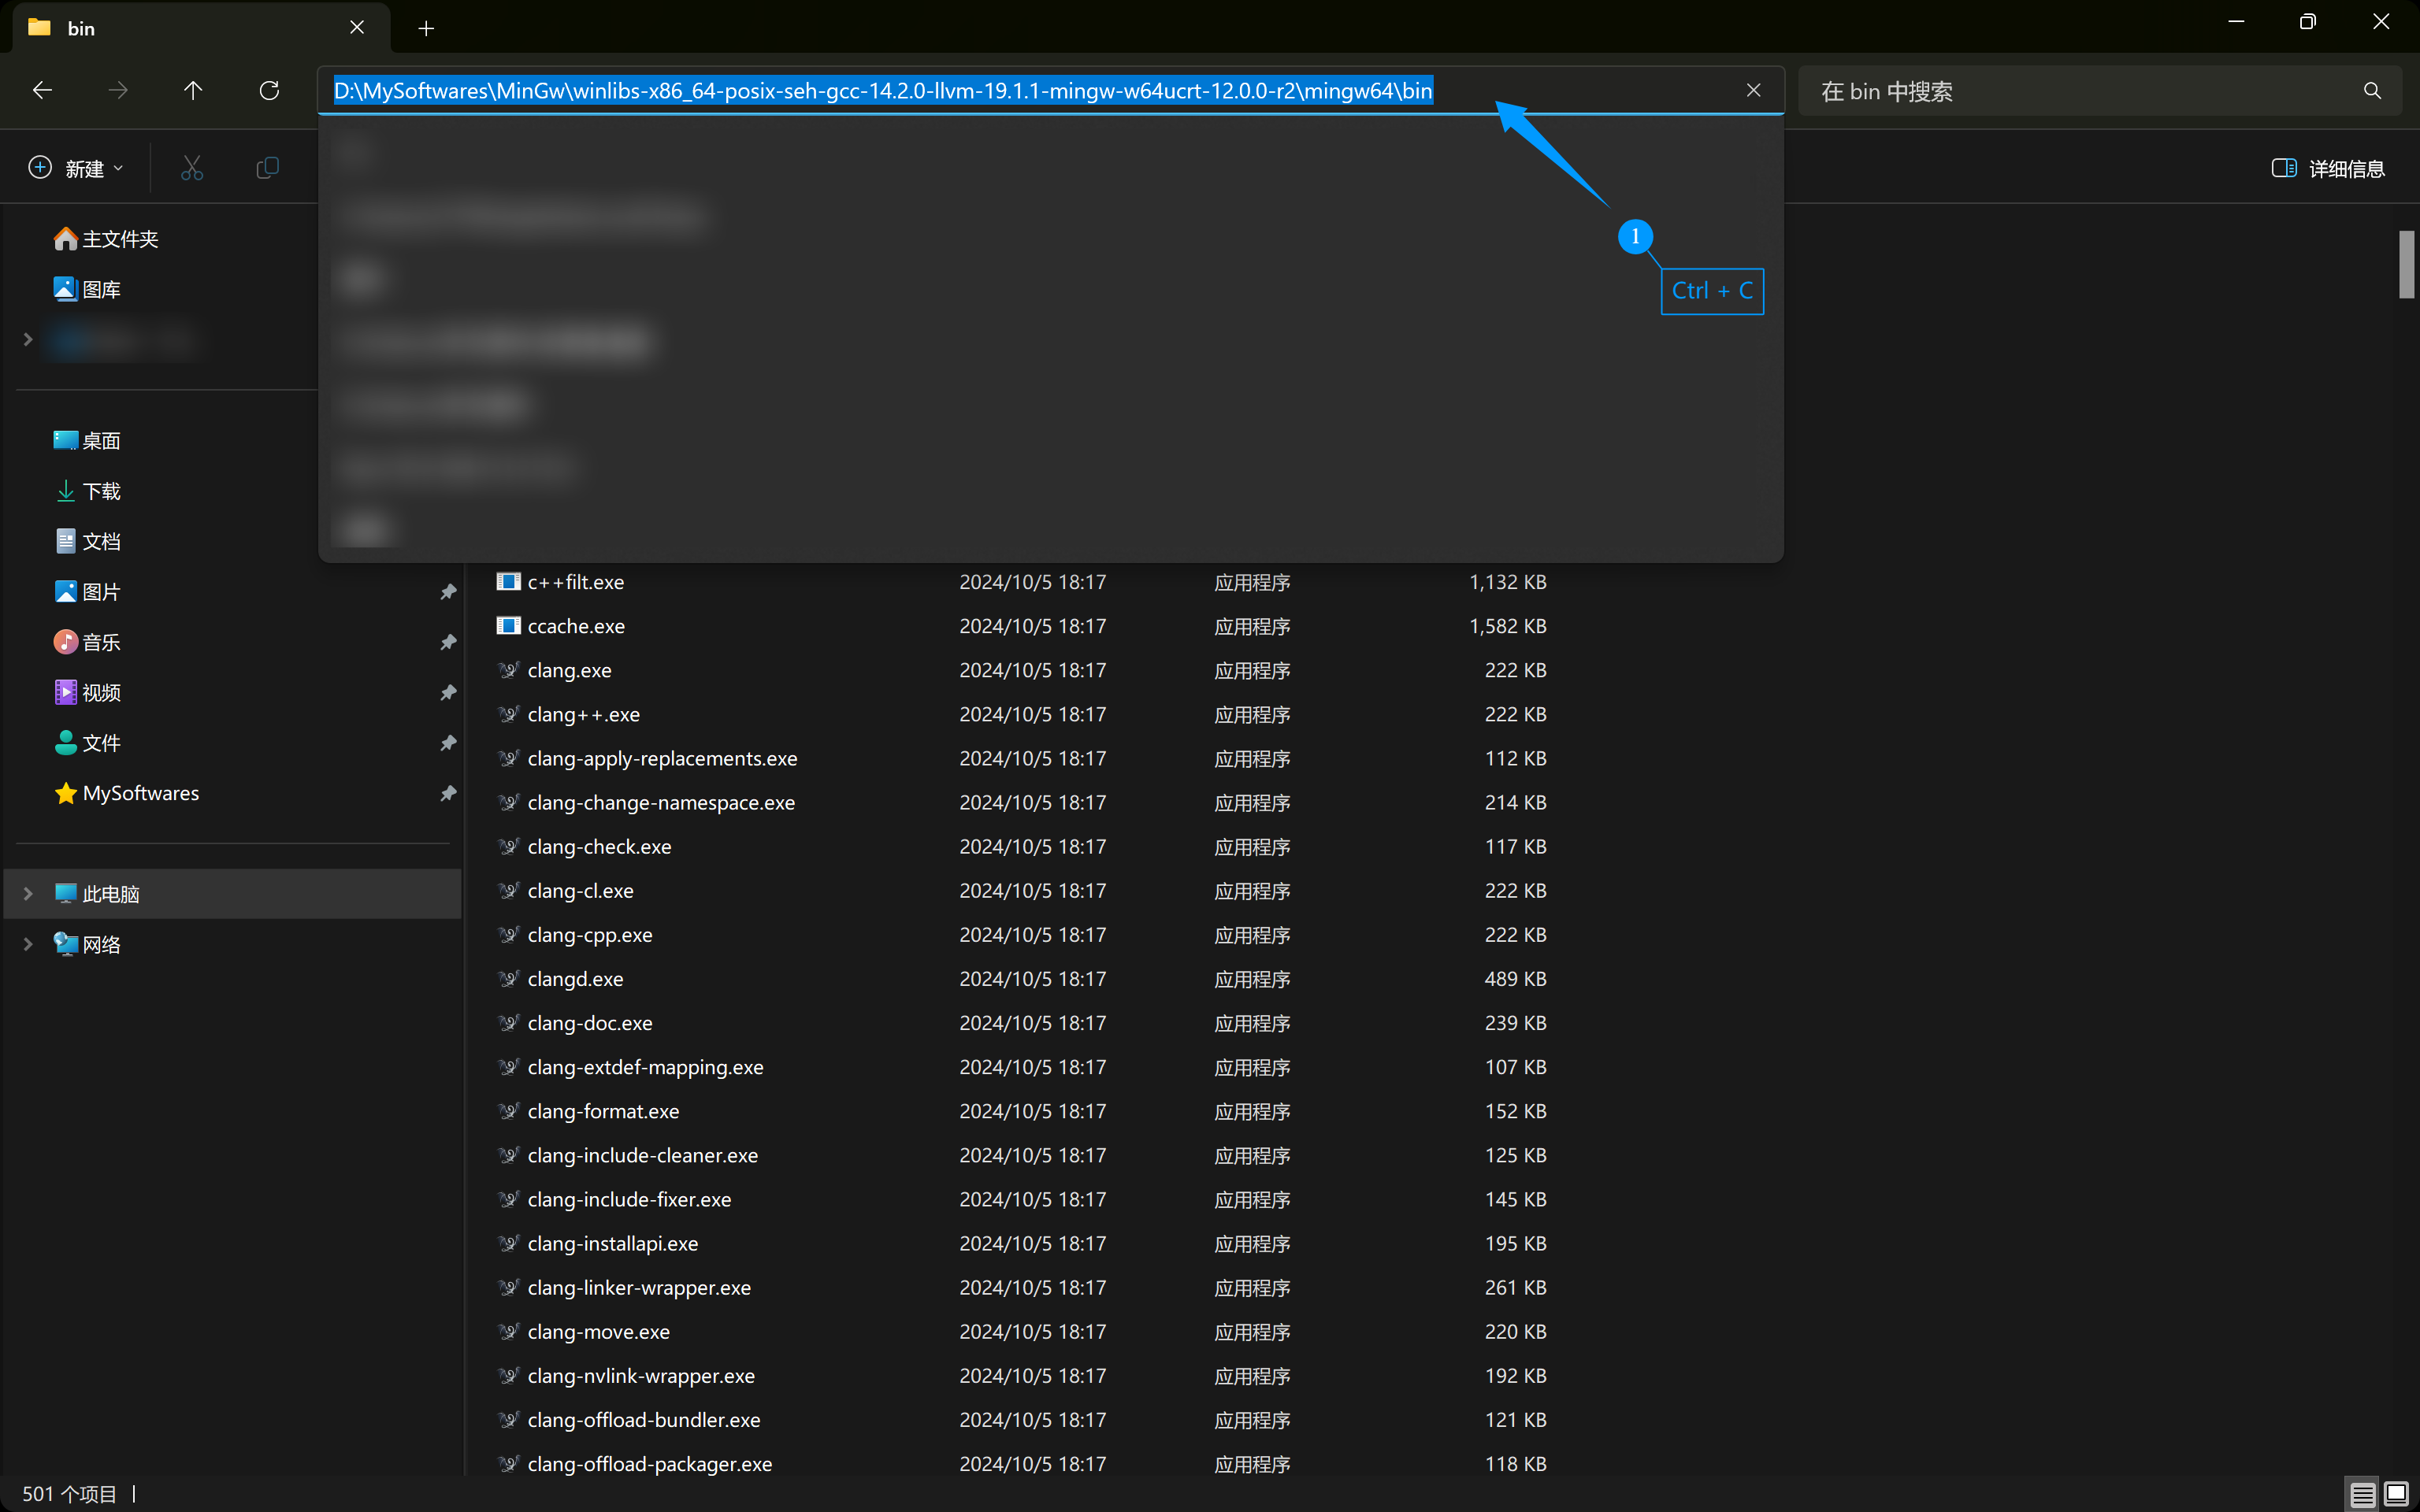 bin
D:\MySoftwares\MinGw\winlibs-x86_64-posix-seh-gcc-14.2.0-llvm-19.1.1-mingw-w64ucrt-12.0.0-r2\mingw64\bin
在 bin 中搜索
新建
详细信息
1
Ctrl + C
主文件夹
图库
桌面
下载
文档
图片
音乐
视频
文件
MySoftwares
此电脑
网络
c++filt.exe 2024/10/5 18:17 应用程序 1,132 KB
ccache.exe 2024/10/5 18:17 应用程序 1,582 KB
clang.exe 2024/10/5 18:17 应用程序 222 KB
clang++.exe 2024/10/5 18:17 应用程序 222 KB
clang-apply-replacements.exe 2024/10/5 18:17 应用程序 112 KB
clang-change-namespace.exe 2024/10/5 18:17 应用程序 214 KB
clang-check.exe 2024/10/5 18:17 应用程序 117 KB
clang-cl.exe 2024/10/5 18:17 应用程序 222 KB
clang-cpp.exe 2024/10/5 18:17 应用程序 222 KB
clangd.exe 2024/10/5 18:17 应用程序 489 KB
clang-doc.exe 2024/10/5 18:17 应用程序 239 KB
clang-extdef-mapping.exe 2024/10/5 18:17 应用程序 107 KB
clang-format.exe 2024/10/5 18:17 应用程序 152 KB
clang-include-cleaner.exe 2024/10/5 18:17 应用程序 125 KB
clang-include-fixer.exe 2024/10/5 18:17 应用程序 145 KB
clang-installapi.exe 2024/10/5 18:17 应用程序 195 KB
clang-linker-wrapper.exe 2024/10/5 18:17 应用程序 261 KB
clang-move.exe 2024/10/5 18:17 应用程序 220 KB
clang-nvlink-wrapper.exe 2024/10/5 18:17 应用程序 192 KB
clang-offload-bundler.exe 2024/10/5 18:17 应用程序 121 KB
clang-offload-packager.exe 2024/10/5 18:17 应用程序 118 KB
501 个项目